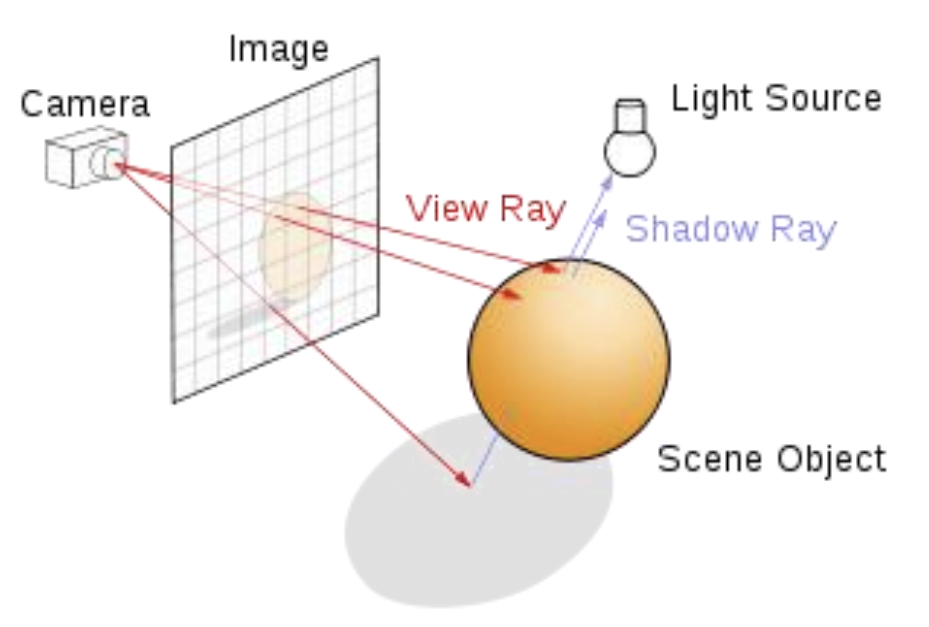 Image
Camera
Light Source
View Ray
Shadow Ray
Scene Object